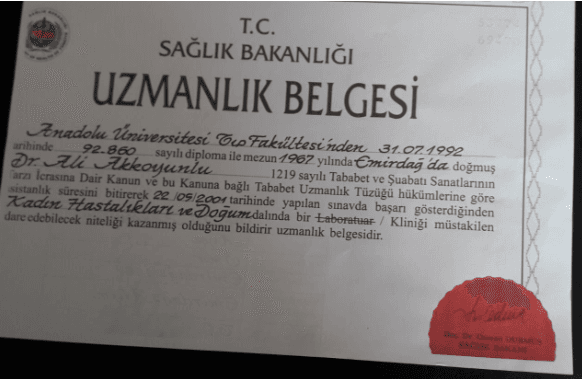 T.C.
SAĞLIK BAKANLIĞI
UZMANLIK BELGESİ
Anadolu Üniversitesi Tıp Fakültesi'nden 31.07.1992
tarihinde 92.860 sayılı diploma ile mezun 1967 yılında Emirdağ'da doğmuş
Dr. Ali Akkoyunlu 1219 sayılı Tababet ve Şuabatı Sanatlarının
Tarzı İcrasına Dair Kanun ve bu Kanuna bağlı Tababet Uzmanlık Tüzüğü hükümlerine göre
asistanlık süresini bitirerek 22/05/2001 tarihinde yapılan sınavda başarı gösterdiğinden
Kadın Hastalıkları ve Doğum dalında bir Laboratuar / Kliniği müstakilen
idare edebilecek niteliği kazanmış olduğunu bildirir uzmanlık belgesidir.